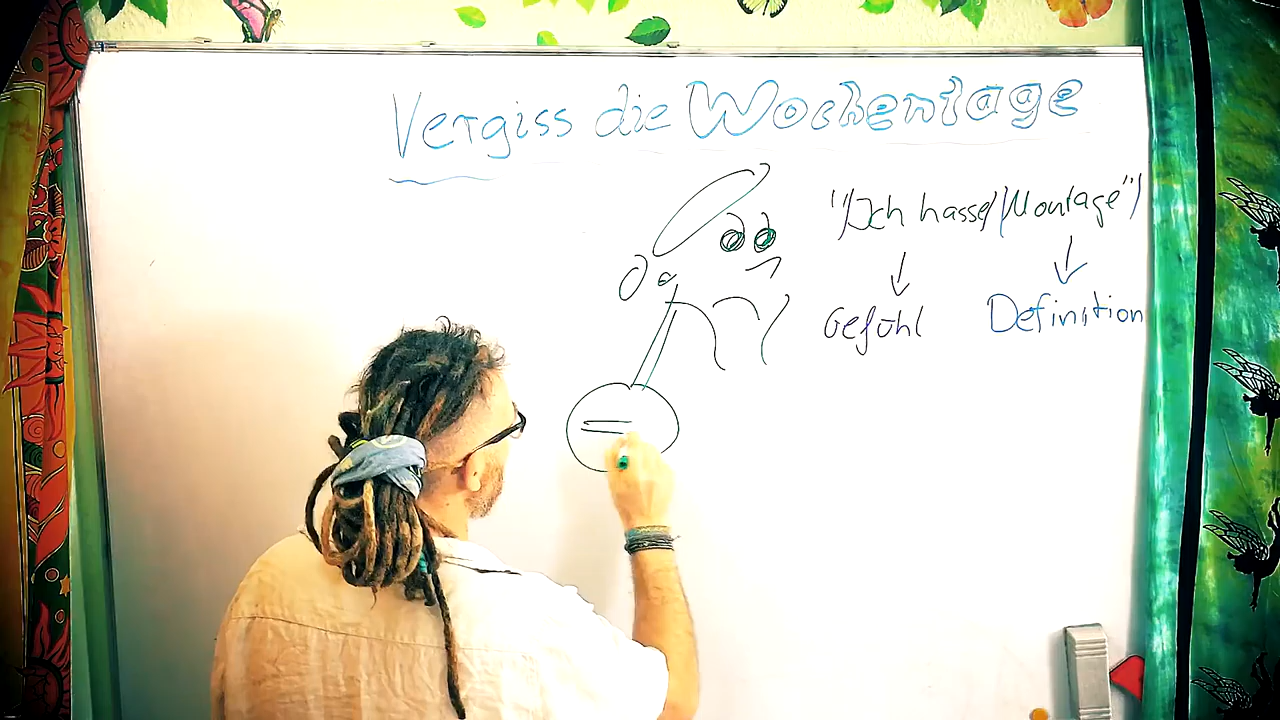 Vergiss die Wochentage
"Ich hasse Montage"
Gefühl Definition